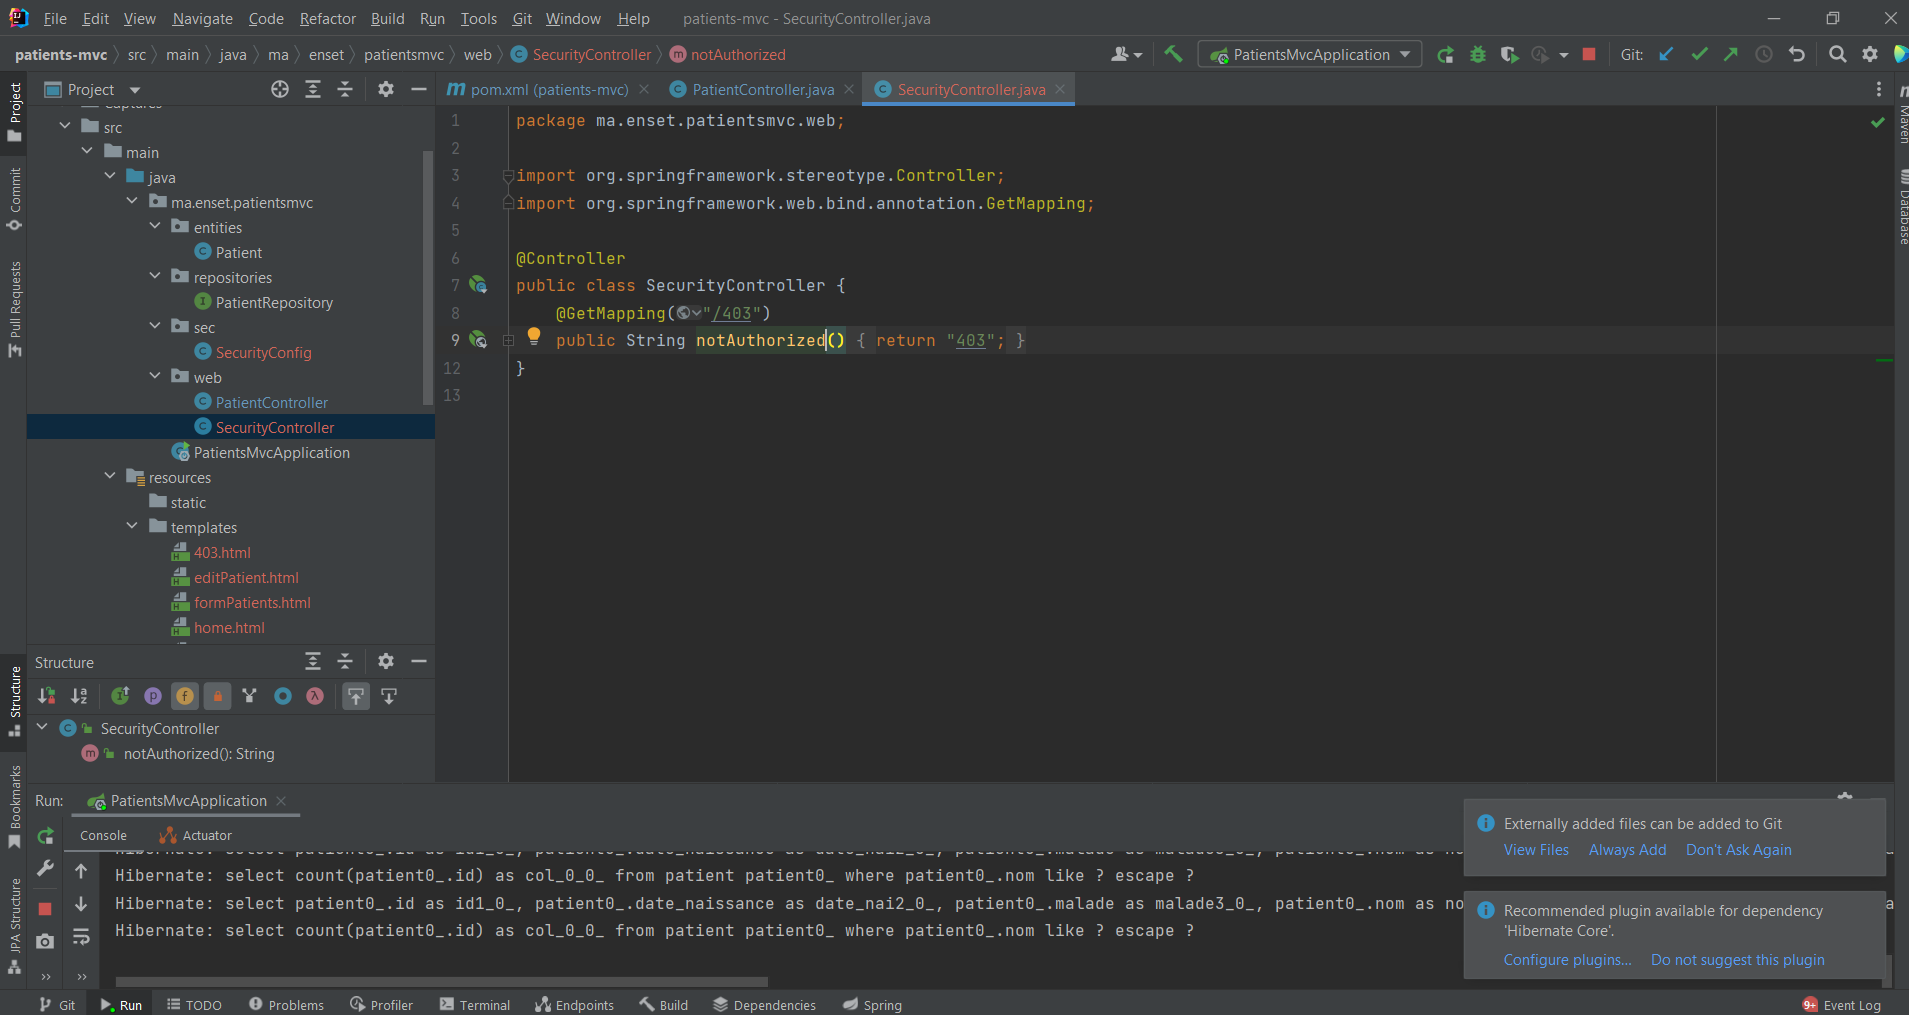 File Edit View Navigate Code Refactor Build Run Tools Git Window Help patients-mvc - SecurityController.java
patients-mvc src main java ma enset patientsmvc web SecurityController notAuthorized PatientsMvcApplication Git:
Project
pom.xml (patients-mvc) PatientController.java SecurityController.java
Captures
src
main
java
ma.enset.patientsmvc
entities
Patient
repositories
PatientRepository
sec
SecurityConfig
web
PatientController
SecurityController
PatientsMvcApplication
resources
static
templates
403.html
editPatient.html
formPatients.html
home.html
1 package ma.enset.patientsmvc.web;
2
3 import org.springframework.stereotype.Controller;
4 import org.springframework.web.bind.annotation.GetMapping;
5
6 @Controller
7 public class SecurityController {
8 @GetMapping("/403")
9 public String notAuthorized() { return "403"; }
12 }
13
Project
Commit
Pull Requests
Structure
Bookmarks
JPA Structure
Maven
Database
Structure
SecurityController
notAuthorized(): String
Run: PatientsMvcApplication
Console Actuator
Hibernate: select count(patient0_.id) as col_0_0_ from patient patient0_ where patient0_.nom like ? escape ?
Hibernate: select patient0_.id as id1_0_, patient0_.date_naissance as date_nai2_0_, patient0_.malade as malade3_0_, patient0_.nom as no
Hibernate: select count(patient0_.id) as col_0_0_ from patient patient0_ where patient0_.nom like ? escape ?
Externally added files can be added to Git
View Files Always Add Don't Ask Again
Recommended plugin available for dependency
'Hibernate Core'.
Configure plugins... Do not suggest this plugin
Git Run TODO Problems Profiler Terminal Endpoints Build Dependencies Spring 9+ Event Log